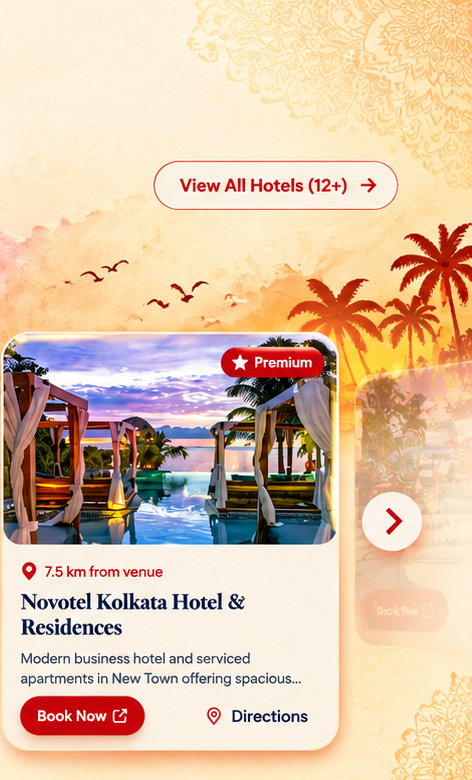 View All Hotels (12+)
Premium
7.5 km from venue
Novotel Kolkata Hotel &
Residences
Modern business hotel and serviced
apartments in New Town offering spacious...
Book Now
Directions